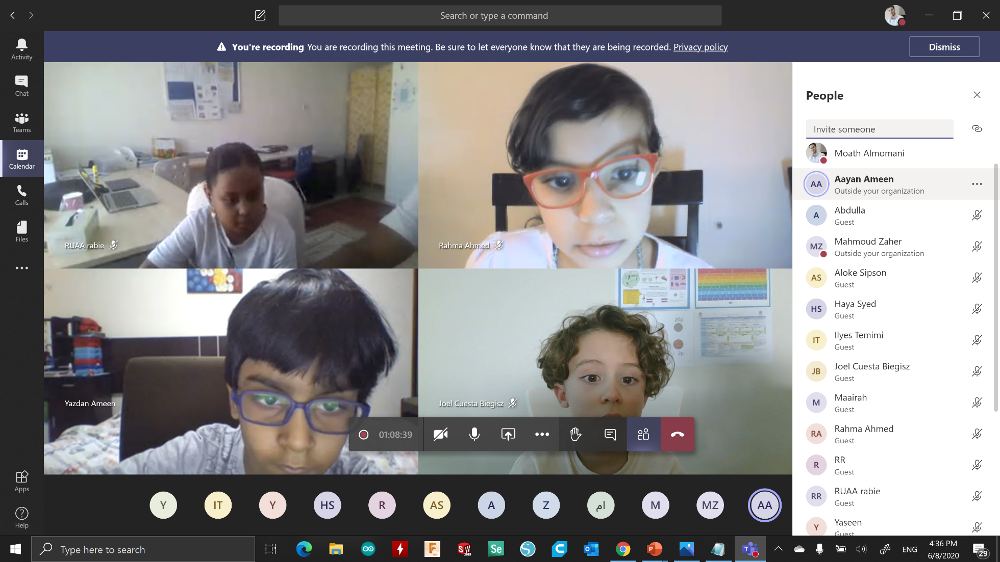 Search or type a command
You're recording You are recording this meeting. Be sure to let everyone know that they are being recorded. Privacy policy
Dismiss
Activity
Chat
Teams
Calendar
Calls
Files
Apps
Help
RUAA rabie
Rahma Ahmed
Yazdan Ameen
Joel Cuesta Biegisz
20p
2p
01:08:39
Y
IT
Y
HS
R
AS
A
Z
ام
M
MZ
AA
People
Invite someone
Moath Almomani
AA
Aayan Ameen
Outside your organization
A
Abdulla
Guest
MZ
Mahmoud Zaher
Outside your organization
AS
Aloke Sipson
Guest
HS
Haya Syed
Guest
IT
Ilyes Temimi
Guest
JB
Joel Cuesta Biegisz
Guest
M
Maairah
Guest
RA
Rahma Ahmed
Guest
R
RR
Guest
RR
RUAA rabie
Guest
Y
Yaseen
Guest
Type here to search
F
SW
2019
Se
S
C
O
P
T
ENG
4:36 PM
6/8/2020
29